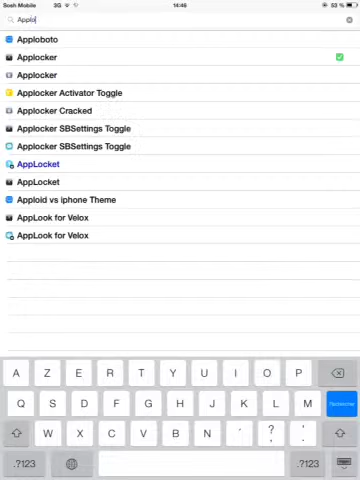 Sosh Mobile 3G 14:46 53 %
Applo
Apploboto
Applocker
Applocker
Applocker Activator Toggle
Applocker Cracked
Applocker SBSettings Toggle
Applocker SBSettings Toggle
AppLocket
AppLocket
Apploid vs iphone Theme
AppLook for Velox
AppLook for Velox
A Z E R T Y U I O P
Q S D F G H J K L M Rechercher
W X C V B N ´ ? , ' .
.?123 .?123